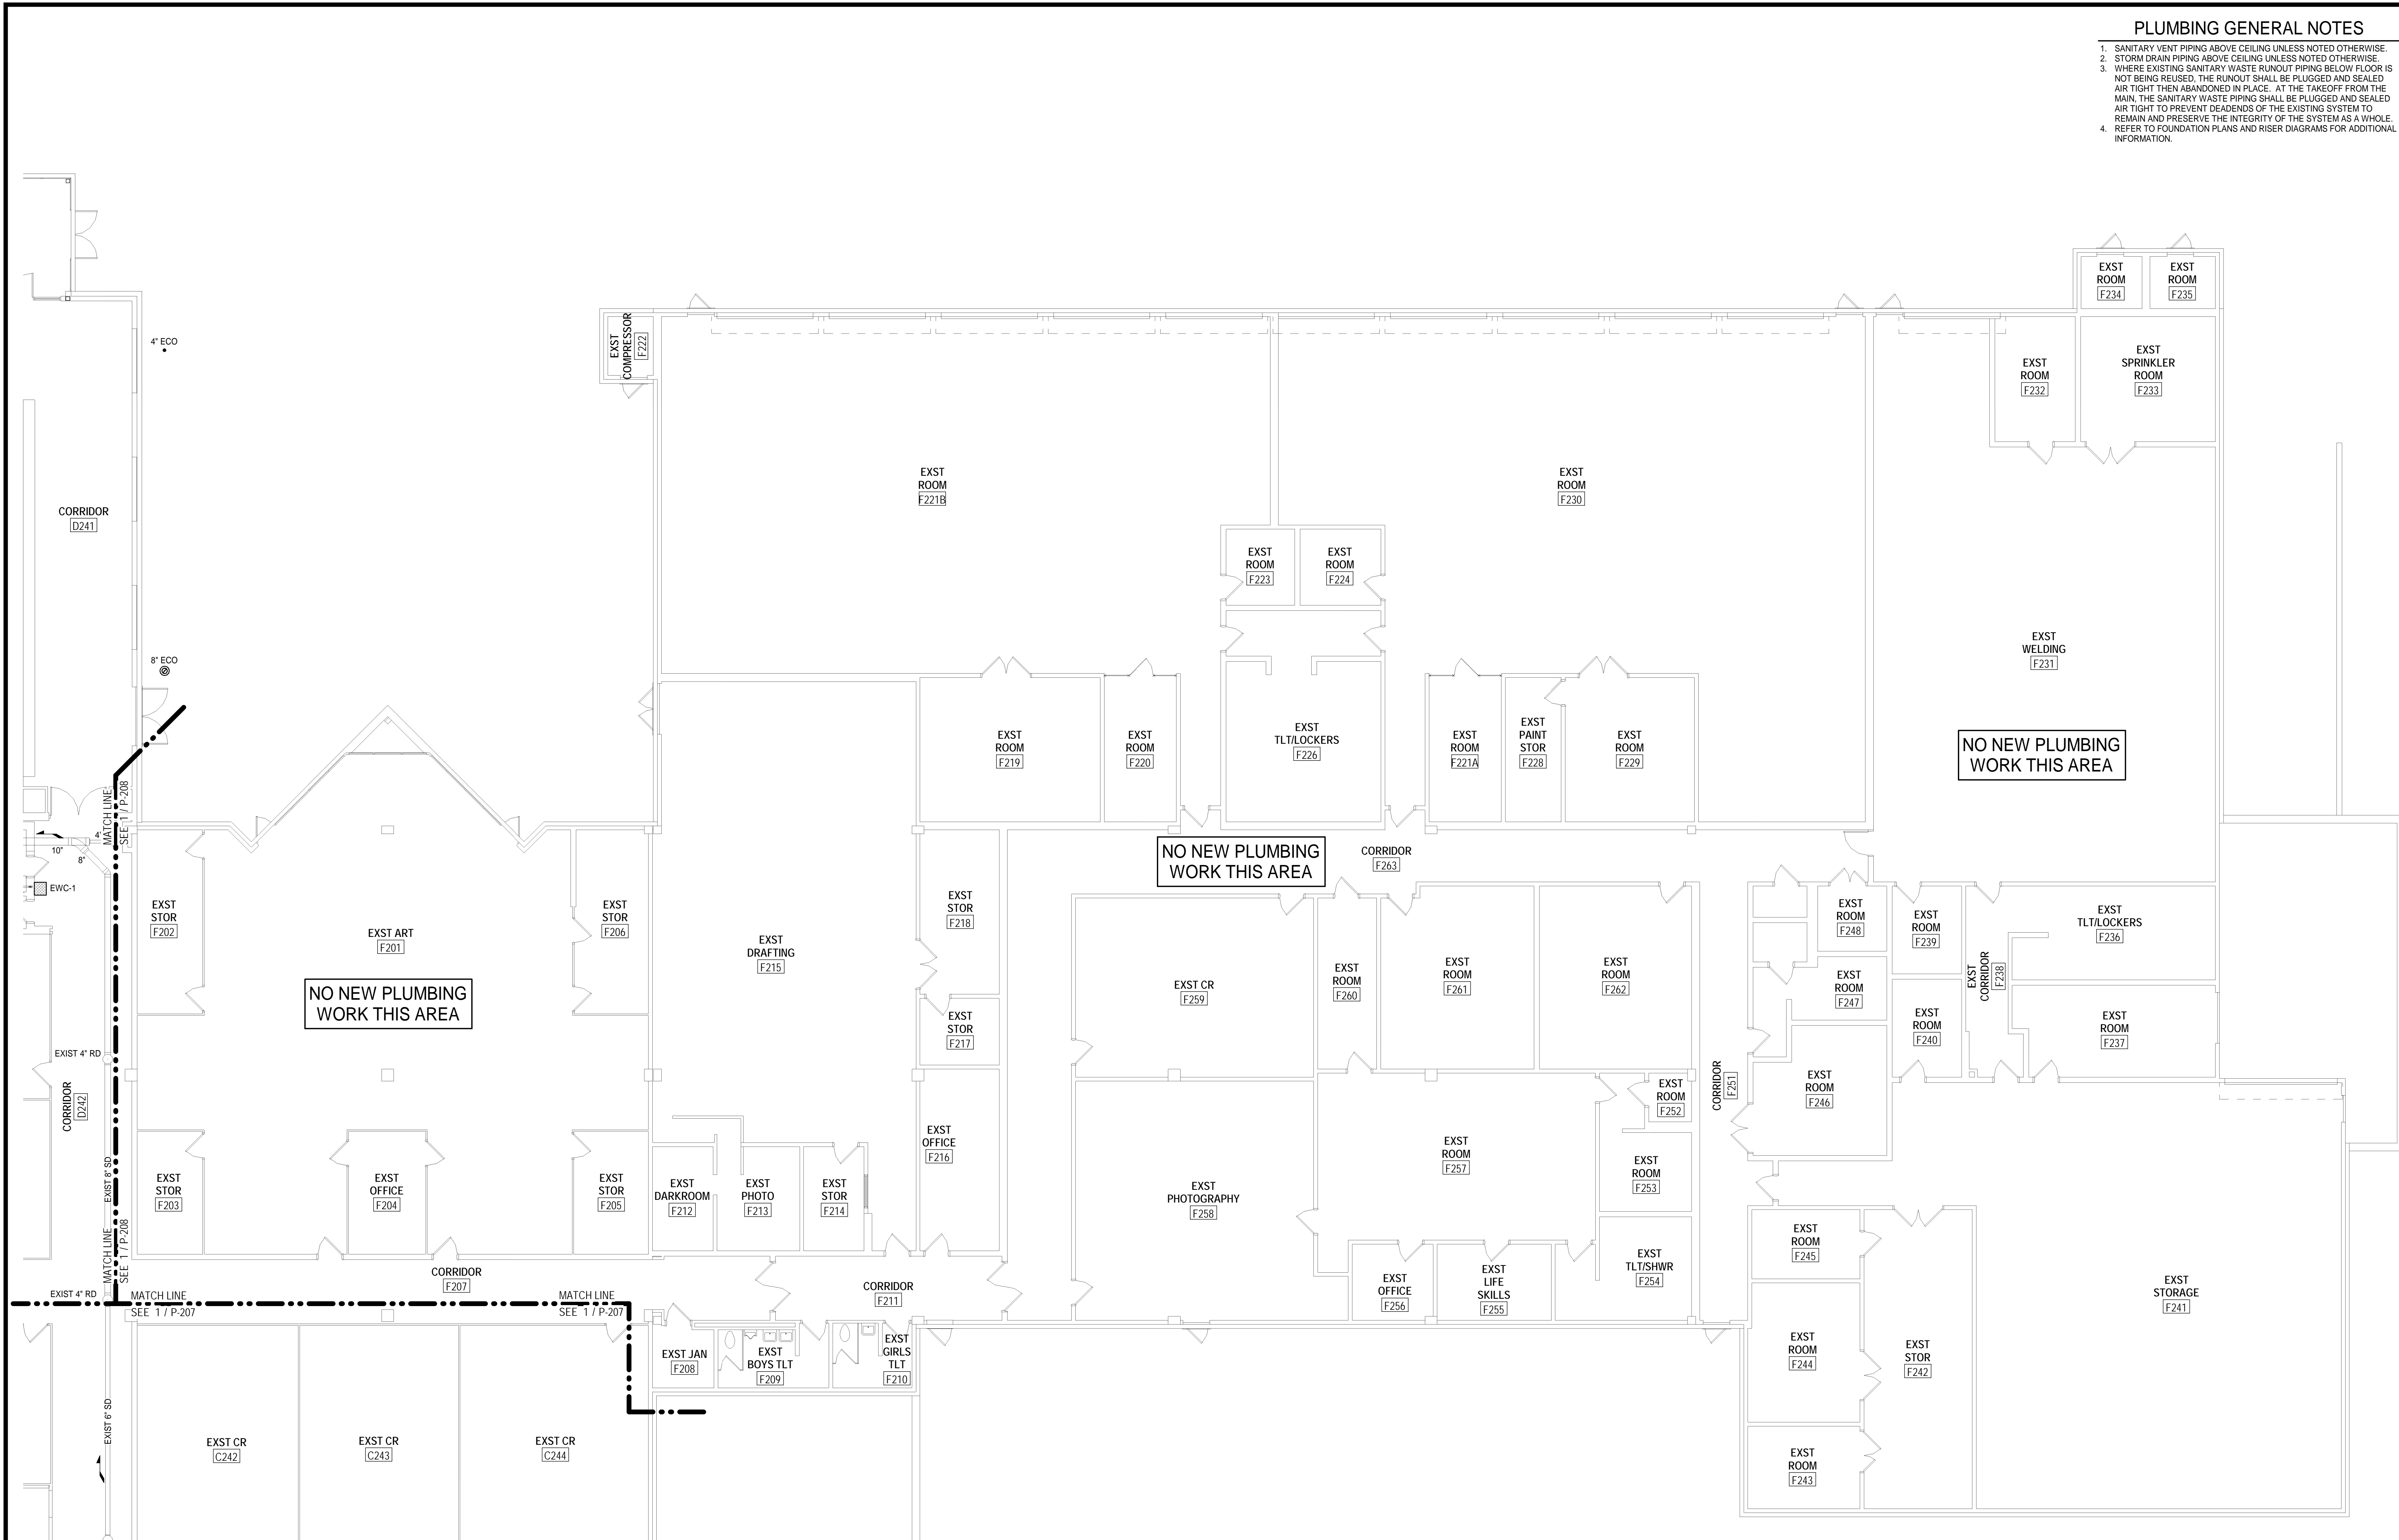 PLUMBING GENERAL NOTES
1. SANITARY VENT PIPING ABOVE CEILING UNLESS NOTED OTHERWISE.
2. STORM DRAIN PIPING ABOVE CEILING UNLESS NOTED OTHERWISE.
3. WHERE EXISTING SANITARY WASTE RUNOUT PIPING BELOW FLOOR IS
NOT BEING REUSED, THE RUNOUT SHALL BE PLUGGED AND SEALED
AIR TIGHT THEN ABANDONED IN PLACE. AT THE TAKEOFF FROM THE
MAIN, THE SANITARY WASTE PIPING SHALL BE PLUGGED AND SEALED
AIR TIGHT TO PREVENT DEADENDS OF THE EXISTING SYSTEM TO
REMAIN AND PRESERVE THE INTEGRITY OF THE SYSTEM AS A WHOLE.
4. REFER TO FOUNDATION PLANS AND RISER DIAGRAMS FOR ADDITIONAL
INFORMATION.
EXST
ROOM
F234
EXST
ROOM
F235
4" ECO
EXST
COMPRESSOR
F222
EXST
ROOM
F232
EXST
SPRINKLER
ROOM
F233
CORRIDOR
D241
EXST
ROOM
F221B
EXST
ROOM
F230
EXST
ROOM
F223
EXST
ROOM
F224
8" ECO
EXST
WELDING
F231
EXST
ROOM
F219
EXST
ROOM
F220
EXST
TLT/LOCKERS
F226
EXST
ROOM
F221A
EXST
PAINT
STOR
F228
EXST
ROOM
F229
NO NEW PLUMBING
WORK THIS AREA
MATCH LINE
SEE 1 / P-208
4"
10"
8"
EWC-1
NO NEW PLUMBING
WORK THIS AREA
CORRIDOR
F263
EXST
STOR
F202
EXST ART
F201
EXST
STOR
F206
EXST
DRAFTING
F215
EXST
STOR
F218
EXST
ROOM
F248
EXST
ROOM
F239
EXST
TLT/LOCKERS
F236
EXST
CORRIDOR
F238
NO NEW PLUMBING
WORK THIS AREA
EXST CR
F259
EXST
ROOM
F260
EXST
ROOM
F261
EXST
ROOM
F262
EXST
ROOM
F247
EXST
STOR
F217
EXST
ROOM
F240
EXST
ROOM
F237
EXIST 4" RD
CORRIDOR
D242
EXST
ROOM
F252
CORRIDOR
F251
EXST
ROOM
F246
EXST
OFFICE
F216
EXST
ROOM
F257
EXST
ROOM
F253
EXIST 8" SD
EXST
STOR
F203
EXST
OFFICE
F204
EXST
STOR
F205
EXST
DARKROOM
F212
EXST
PHOTO
F213
EXST
STOR
F214
EXST
PHOTOGRAPHY
F258
MATCH LINE
SEE 1 / P-208
EXST
ROOM
F245
CORRIDOR
F207
CORRIDOR
F211
EXST
OFFICE
F256
EXST
LIFE
SKILLS
F255
EXST
TLT/SHWR
F254
EXST
STORAGE
F241
EXIST 4" RD
MATCH LINE
SEE 1 / P-207
MATCH LINE
SEE 1 / P-207
EXST JAN
F208
EXST
BOYS TLT
F209
EXST
GIRLS
TLT
F210
EXST
ROOM
F244
EXST
STOR
F242
EXIST 6" SD
EXST CR
C242
EXST CR
C243
EXST CR
C244
EXST
ROOM
F243